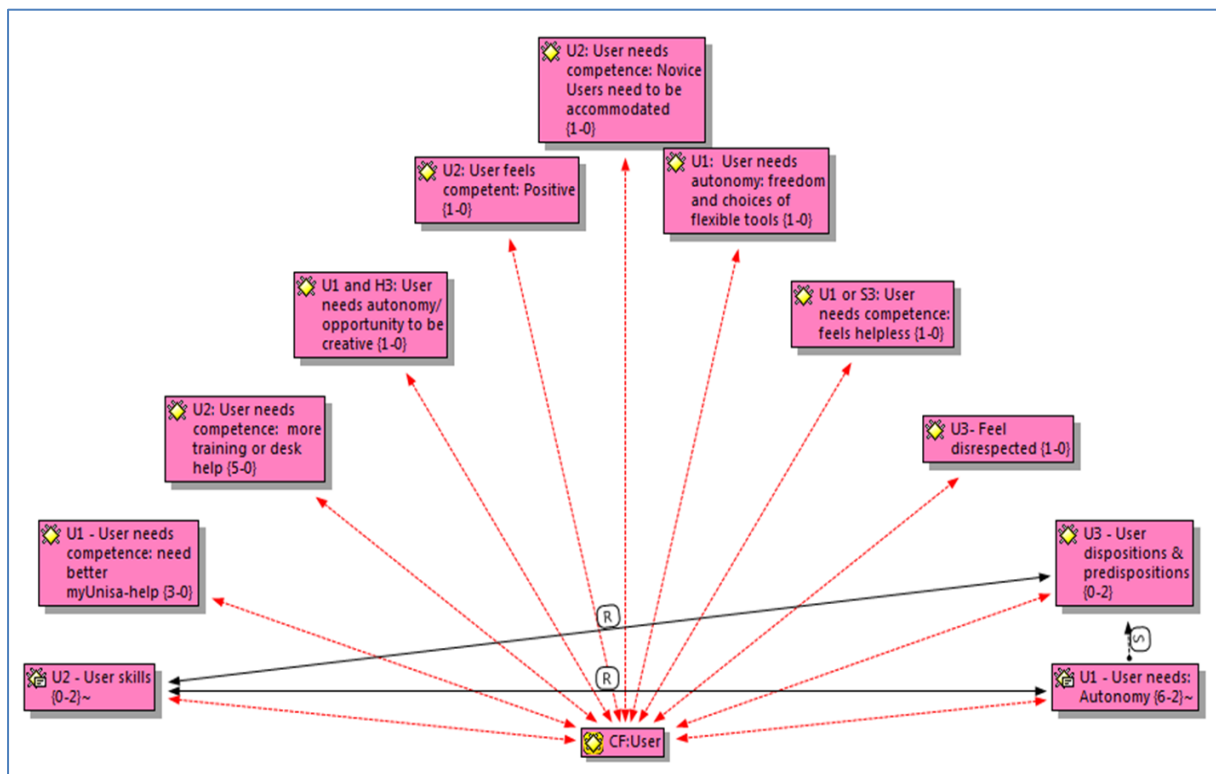 U2: User needs
competence: Novice
Users need to be
accommodated
{1-0}
U2: User feels
competent: Positive
{1-0}
U1:  User needs
autonomy: freedom
and choices of
flexible tools {1-0}
U1 and H3: User
needs autonomy/
opportunity to be
creative {1-0}
U1 or S3: User
needs competence:
feels helpless {1-0}
U2: User needs
competence:  more
training or desk
help {5-0}
U3- Feel
disrespected {1-0}
U1 - User needs
competence: need
better
myUnisa-help {3-0}
U3 - User
dispositions &
predispositions
{0-2}
R
S
U2 - User skills
{0-2}~
R
U1 - User needs:
Autonomy {6-2}~
CF:User